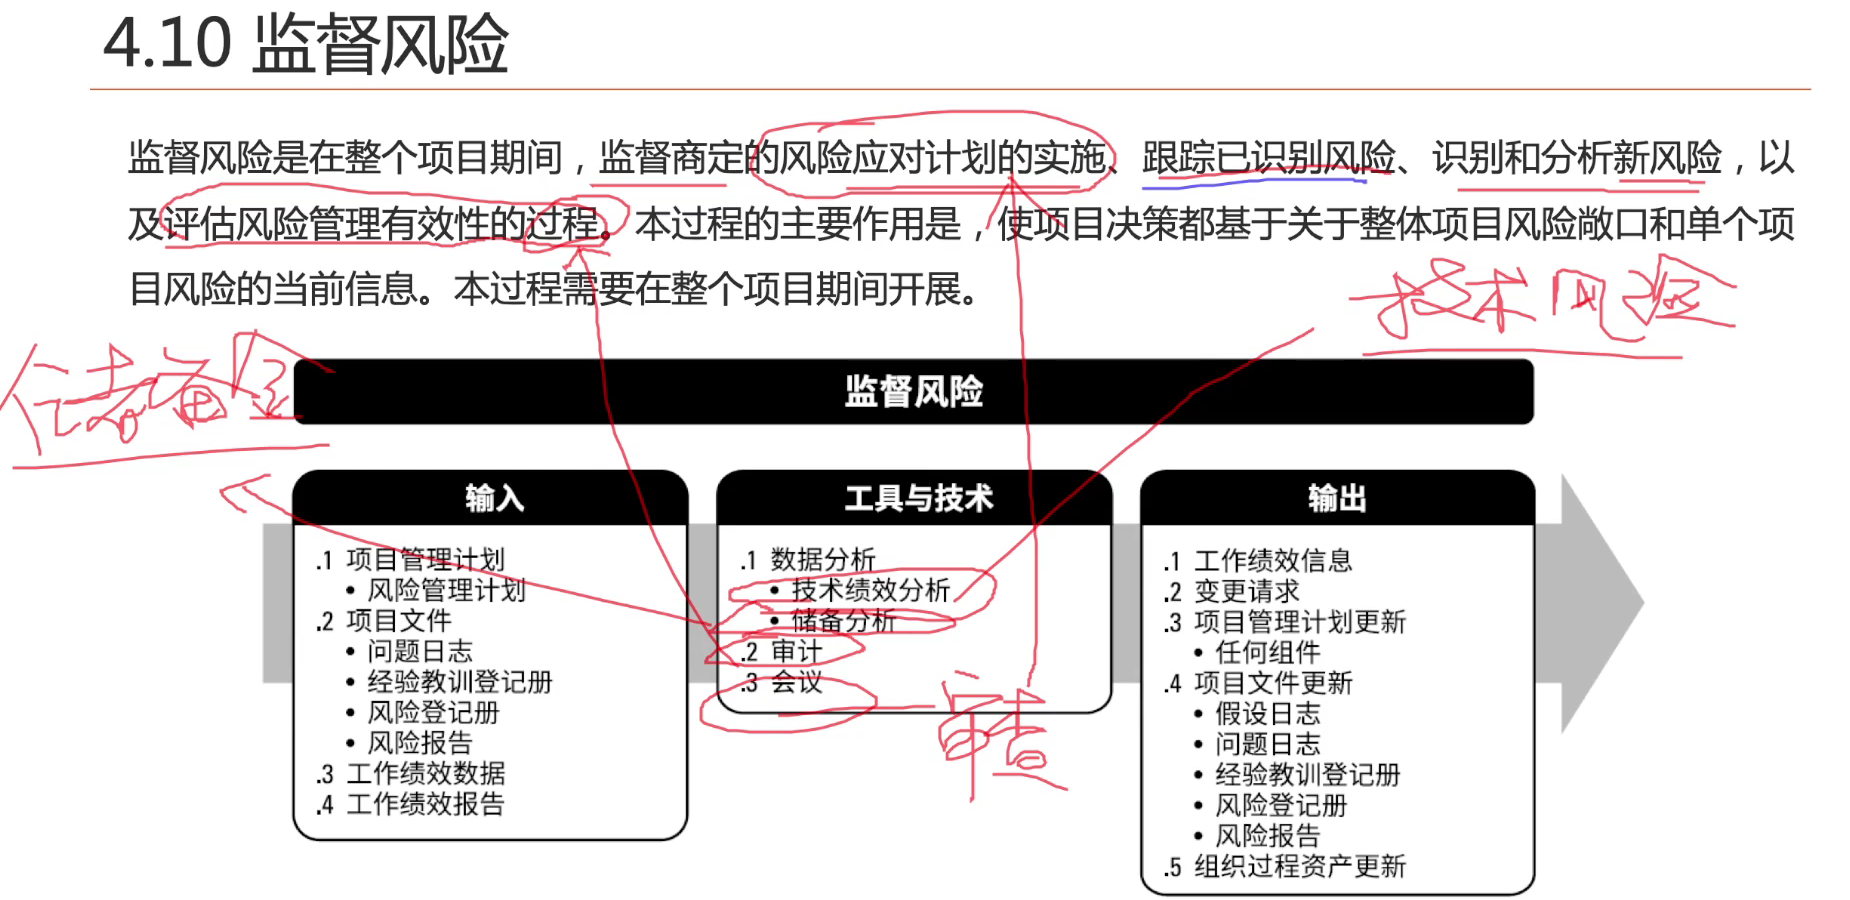 4.10 监督风险
监督风险是在整个项目期间，监督商定的风险应对计划的实施、跟踪已识别风险、识别和分析新风险，以
及评估风险管理有效性的过程。本过程的主要作用是，使项目决策都基于关于整体项目风险敞口和单个项
目风险的当前信息。本过程需要在整个项目期间开展。
技术风险
储备金
监督风险
输入
.1 项目管理计划
• 风险管理计划
.2 项目文件
• 问题日志
• 经验教训登记册
• 风险登记册
• 风险报告
.3 工作绩效数据
.4 工作绩效报告
工具与技术
.1 数据分析
• 技术绩效分析
• 储备分析
.2 审计
.3 会议
审查
输出
.1 工作绩效信息
.2 变更请求
.3 项目管理计划更新
• 任何组件
.4 项目文件更新
• 假设日志
• 问题日志
• 经验教训登记册
• 风险登记册
• 风险报告
.5 组织过程资产更新